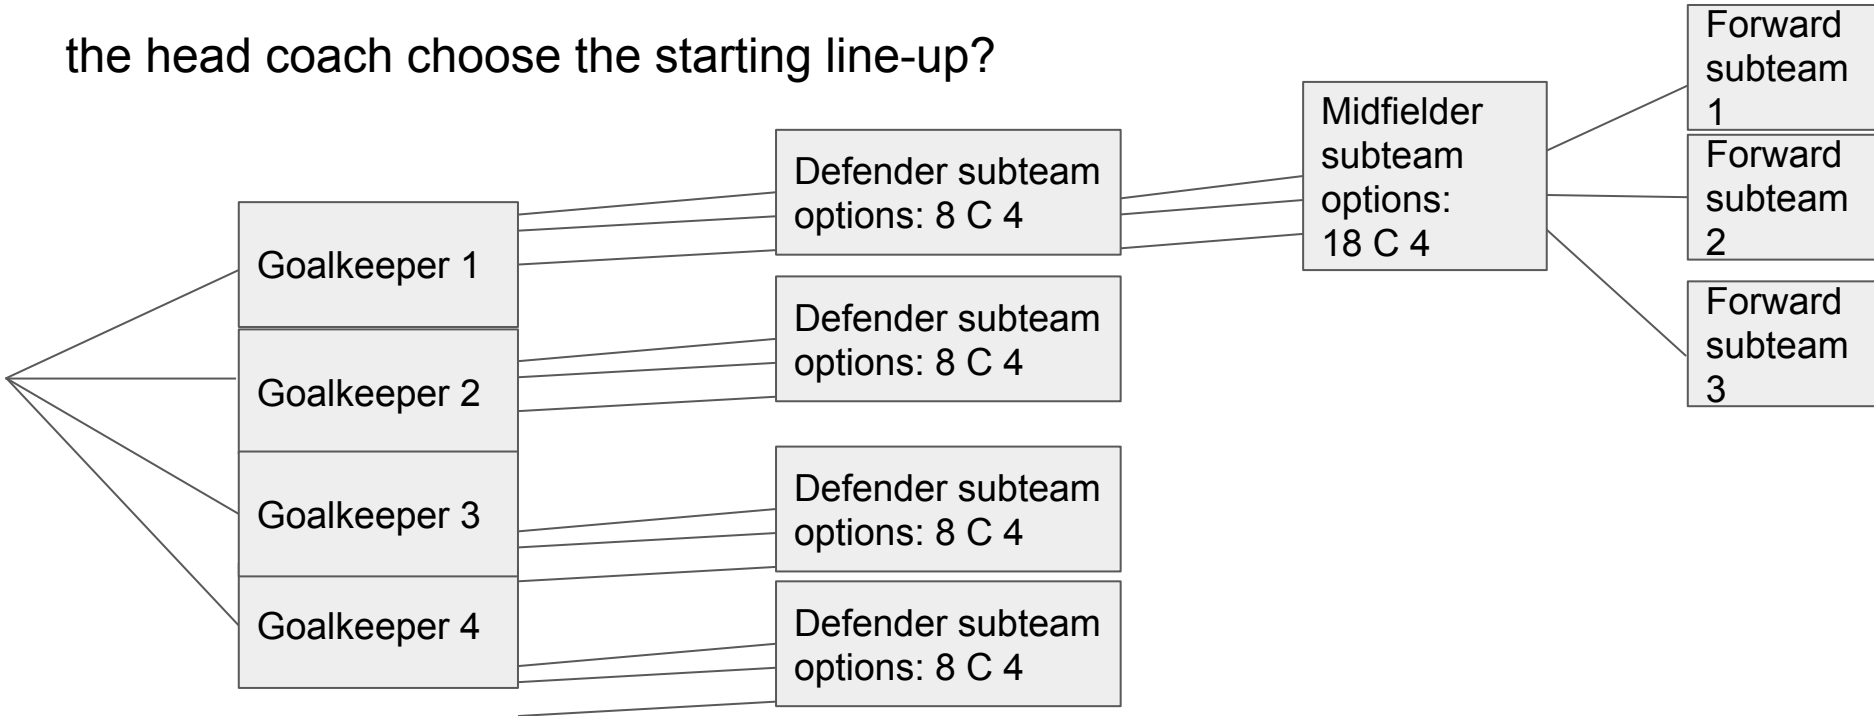 the head coach choose the starting line-up?
Goalkeeper 1
Goalkeeper 2
Goalkeeper 3
Goalkeeper 4
Defender subteam
options: 8 C 4
Defender subteam
options: 8 C 4
Defender subteam
options: 8 C 4
Defender subteam
options: 8 C 4
Midfielder
subteam
options:
18 C 4
Forward
subteam
1
Forward
subteam
2
Forward
subteam
3